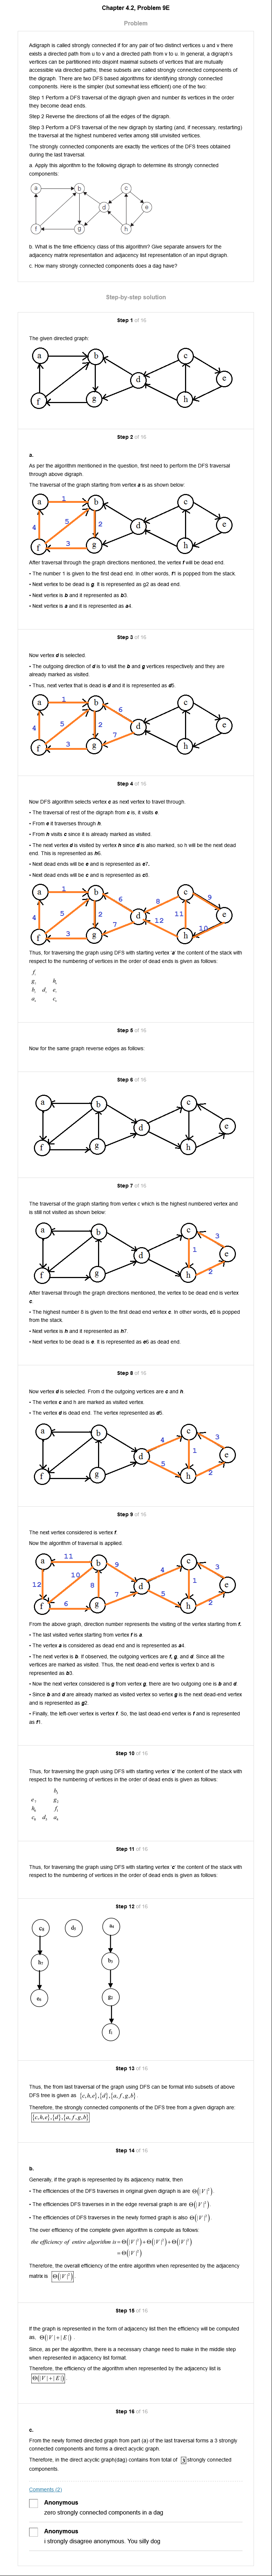 Chapter 4.2, Problem 9E
Problem
Adigraph is called strongly connected if for any pair of two distinct vertices u and v there
exists a directed path from u to v and a directed path from v to u. In general, a digraph's
vertices can be partitioned into disjoint maximal subsets of vertices that are mutually
accessible via directed paths; these subsets are called strongly connected components of
the digraph. There are two DFS based algorithms for identifying strongly connected
components. Here is the simpler (but somewhat less efficient) one of the two:
Step 1 Perform a DFS traversal of the digraph given and number its vertices in the order
they become dead ends.
Step 2 Reverse the directions of all the edges of the digraph.
Step 3 Perform a DFS traversal of the new digraph by starting (and, if necessary, restarting)
the traversal at the highest numbered vertex among still unvisited vertices.
The strongly connected components are exactly the vertices of the DFS trees obtained
during the last traversal.
a. Apply this algorithm to the following digraph to determine its strongly connected
components:
a b c
d e
f g h
b. What is the time efficiency class of this algorithm? Give separate answers for the
adjacency matrix representation and adjacency list representation of an input digraph.
c. How many strongly connected components does a dag have?
Step-by-step solution
Step 1 of 16
The given directed graph:
a b c
d e
f g h
Step 2 of 16
a.
As per the algorithm mentioned in the question, first need to perform the DFS traversal
through above digraph.
The traversal of the graph starting from vertex a is as shown below:
a 1 b c
4 5 2 d e
f 3 g h
After traversal through the graph directions mentioned, the vertex f will be dead end.
• The number 1 is given to the first dead end. In other words, f1 is popped from the stack.
• Next vertex to be dead is g. It is represented as g2 as dead end.
• Next vertex is b and it represented as b3.
• Next vertex is a and it is represented as a4.
Step 3 of 16
Now vertex d is selected.
• The outgoing direction of d is to visit the b and g vertices respectively and they are
already marked as visited.
• Thus, next vertex that is dead is d and it is represented as d5.
a 1 b 6 c
4 5 2 7 d e
f 3 g h
Step 4 of 16
Now DFS algorithm selects vertex c as next vertex to travel through.
• The traversal of rest of the digraph from c is, it visits e.
• From e it traverses through h.
• From h visits c since it is already marked as visited.
• The next vertex d is visited by vertex h since d is also marked, so h will be the next dead
end. This is represented as h6.
• Next dead ends will be e and is represented as e7.
• Next dead ends will be c and is represented as c8.
a 1 b 6 8 c 9
4 5 2 7 d 12 11 10 e
f 3 g h
Thus, for traversing the graph using DFS with starting vertex 'a' the content of the stack with
respect to the numbering of vertices in the order of dead ends is given as follows:
Step 5 of 16
Now for the same graph reverse edges as follows:
Step 6 of 16
a b c
d e
f g h
Step 7 of 16
The traversal of the graph starting from vertex c which is the highest numbered vertex and
is still not visited as shown below:
a b c 3
d 1 e
f g h 2
After traversal through the graph directions mentioned, the vertex to be dead end is vertex
c.
• The highest number 8 is given to the first dead end vertex c. In other words, c8 is popped
from the stack.
• Next vertex is h and it represented as h7.
• Next vertex to be dead is e. It is represented as e6 as dead end.
Step 8 of 16
Now vertex d is selected. From d the outgoing vertices are c and h.
• The vertex c and h are marked as visited vertex.
• The vertex d is dead end. The vertex represented as d5.
a b 4 c 3
d 1 e
f g 5 h 2
Step 9 of 16
The next vertex considered is vertex f.
Now the algorithm of traversal is applied.
a 11 b 9 4 c 3
12 10 8 d 1 e
f 6 g 7 5 h 2
From the above graph, direction number represents the visiting of the vertex starting from f.
• The last visited vertex starting from vertex f is a.
• The vertex a is considered as dead end and is represented as a4.
• The next vertex is b. If observed, the outgoing vertices are f, g, and d. Since all the
vertices are marked as visited. Thus, the next dead-end vertex is vertex b and is
represented as b3.
• Now the next vertex considered is g from vertex g, there are two outgoing one is b and d.
• Since b and d are already marked as visited vertex so vertex g is the next dead-end vertex
and is represented as g2.
• Finally, the left-over vertex is vertex f. So, the last dead-end vertex is f and is represented
as f1.
Step 10 of 16
Thus, for traversing the graph using DFS with starting vertex 'c' the content of the stack with
respect to the numbering of vertices in the order of dead ends is given as follows:
Step 11 of 16
Thus, for traversing the graph using DFS with starting vertex 'c' the content of the stack with
respect to the numbering of vertices in the order of dead ends is given as follows:
Step 12 of 16
c₈ d₅ a₄
h₇ b₃
e₆ g₂
f₁
Step 13 of 16
Thus, from the last traversal of the graph using DFS can be format into subsets of above
DFS tree is given as {c,h,e},{d},{a,f,g,b}
Therefore, the strongly connected components of the DFS tree from a given digraph are:
{c,h,e},{d},{a,f,g,b}
Step 14 of 16
b.
Generally, if the graph is represented by its adjacency matrix, then
• The efficiencies of the DFS traverses in original given digraph is are Θ(|V|²)
• The efficiencies DFS traverses in in the edge reversal graph is are Θ(|V|²)
• The efficiencies of DFS traverses in the newly formed graph is also Θ(|V|²)
The over efficiency of the complete given algorithm is compute as follows:
the efficiency of entire algorithm is = Θ(|V|²)+Θ(|V|²)+Θ(|V|²)
= Θ(|V|²)
Therefore, the overall efficiency of the entire algorithm when represented by the adjacency
matrix is Θ(|V|²)
Step 15 of 16
If the graph is represented in the form of adjacency list then the efficiency will be computed
as, Θ(|V|+|E|)
Since, as per the algorithm, there is a necessary change need to make in the middle step
when represented in adjacency list format.
Therefore, the efficiency of the algorithm when represented by the adjacency list is
Θ(|V|+|E|)
Step 16 of 16
c.
From the newly formed directed graph from part (a) of the last traversal forms a 3 strongly
connected components and forms a direct acyclic graph.
Therefore, in the direct acyclic graph(dag) contains from total of 3 strongly connected
components.
Comments (2)
Anonymous
zero strongly connected components in a dag
Anonymous
i strongly disagree anonymous. You silly dog